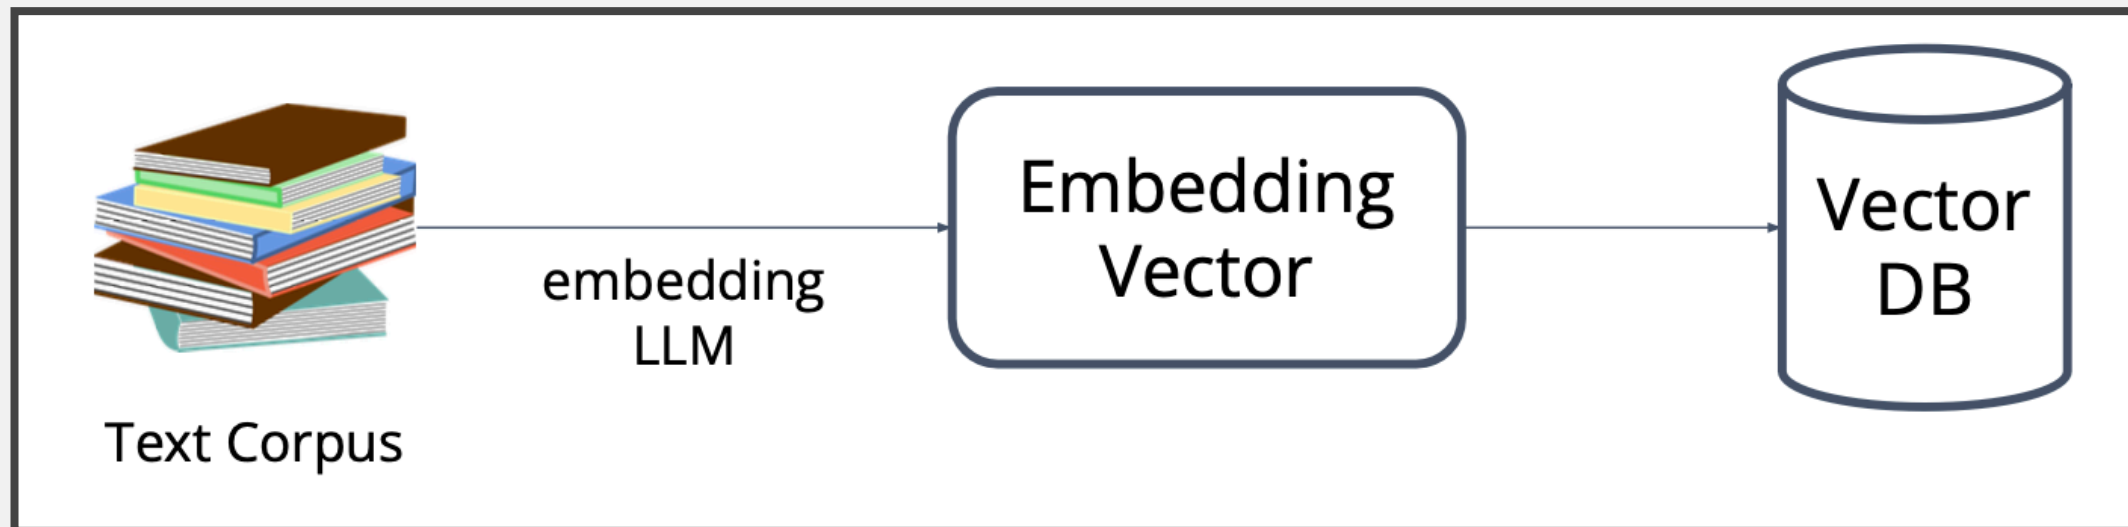 Text Corpus
embedding
LLM
Embedding
Vector
Vector
DB